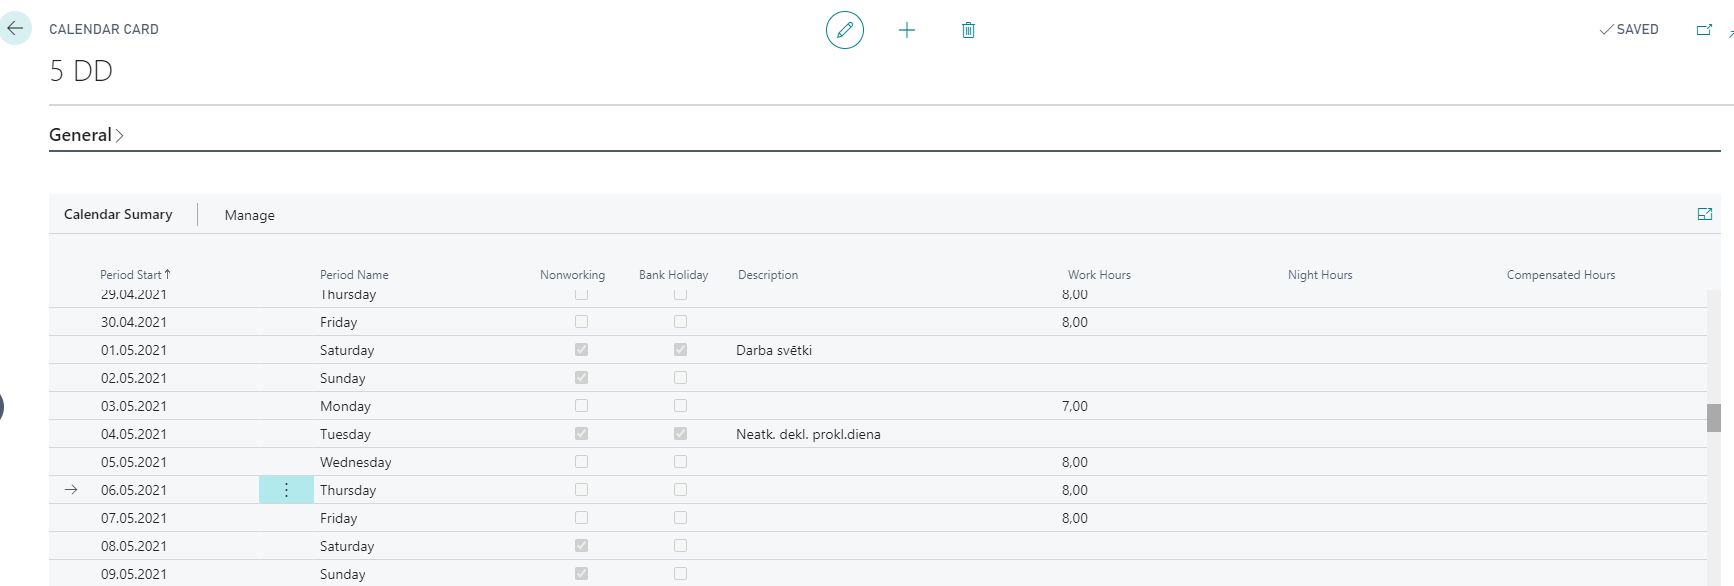 CALENDAR CARD
SAVED
5 DD
General
Calendar Sumary Manage
Period Start Period Name Nonworking Bank Holiday Description Work Hours Night Hours Compensated Hours
29.04.2021 Thursday 8,00
30.04.2021 Friday 8,00
01.05.2021 Saturday Darba svētki
02.05.2021 Sunday
03.05.2021 Monday 7,00
04.05.2021 Tuesday Neatk. dekl. prokl.diena
05.05.2021 Wednesday 8,00
06.05.2021 Thursday 8,00
07.05.2021 Friday 8,00
08.05.2021 Saturday
09.05.2021 Sunday